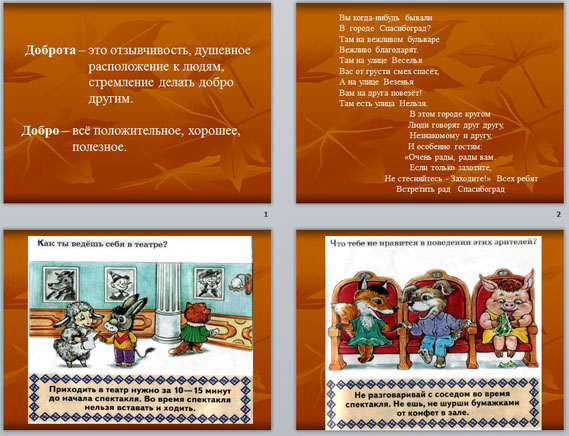 Доброта – это отзывчивость, душевное
расположение к людям,
стремление делать добро
другим.
Добро – всё положительное, хорошее,
полезное.
1
Вы когда-нибудь бывали
В городе Спасибоград?
Там на вежливом бульваре
Вежливо благодарят.
Там на улице Веселья
Вас от грусти смех спасёт,
А на улице Везенья
Вам на друга повезёт!
Там есть улица Нельзя.
В этом городе кругом
Люди говорят друг другу,
Незнакомому и другу,
И особенно гостям:
«Очень рады, рады вам.
Если только захотите,
Не стесняйтесь - Заходите!» Всех ребят
Встретить рад Спасибоград
2
Как ты ведёшь себя в театре?
Приходить в театр нужно за 10—15 минут
до начала спектакля. Во время спектакля
нельзя вставать и ходить.
Что тебе не нравится в поведении этих зрителей?
Не разговаривай с соседом во время
спектакля. Не ешь, не шурши бумажками
от конфет в зале.